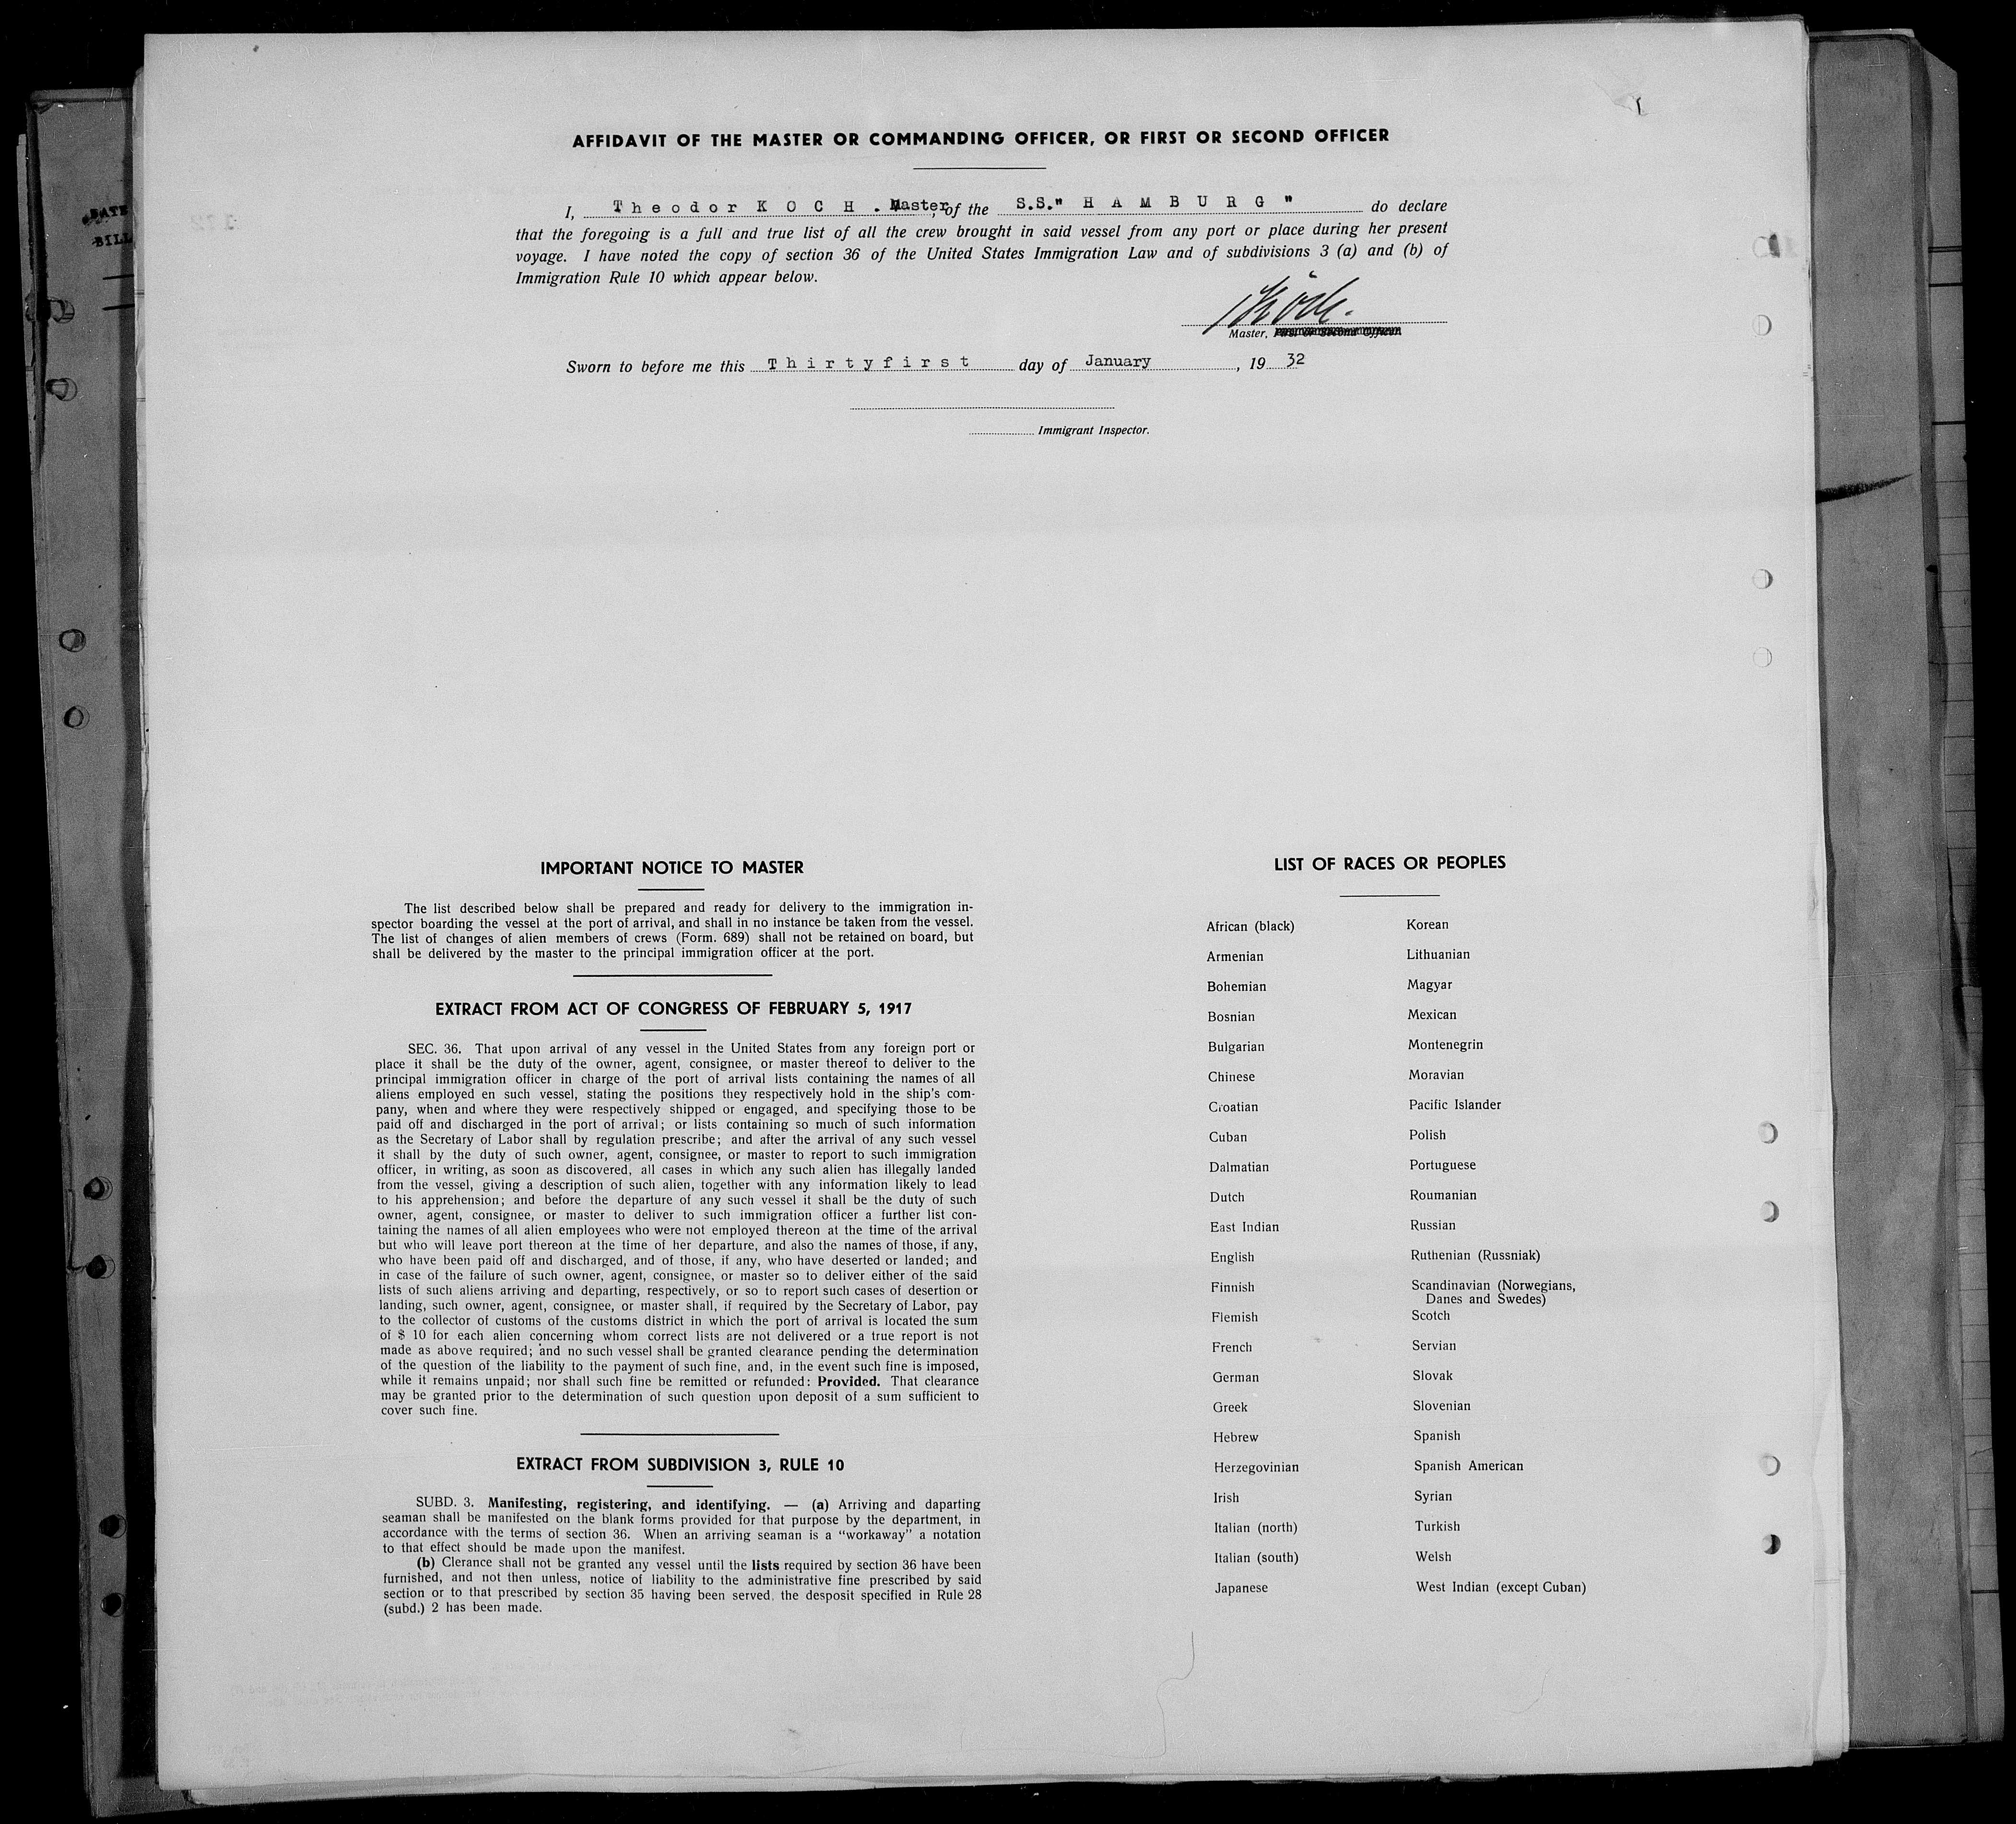 AFFIDAVIT OF THE MASTER OR COMMANDING OFFICER, OR FIRST OR SECOND OFFICER
I, Theodor K O C H . Master, of the S.S." H A M B U R G " do declare
that the foregoing is a full and true list of all the crew brought in said vessel from any port or place during her present
voyage. I have noted the copy of section 36 of the United States Immigration Law and of subdivisions 3 (a) and (b) of
Immigration Rule 10 which appear below.
Koch.
Master, First or Second Officer.
Sworn to before me this Thirtyfirst day of January, 19 32
Immigrant Inspector.
DATE
BILL
IMPORTANT NOTICE TO MASTER
The list described below shall be prepared and ready for delivery to the immigration in-
spector boarding the vessel at the port of arrival, and shall in no instance be taken from the vessel.
The list of changes of alien members of crews (Form. 689) shall not be retained on board, but
shall be delivered by the master to the principal immigration officer at the port.
EXTRACT FROM ACT OF CONGRESS OF FEBRUARY 5, 1917
SEC. 36. That upon arrival of any vessel in the United States from any foreign port or
place it shall be the duty of the owner, agent, consignee, or master thereof to deliver to the
principal immigration officer in charge of the port of arrival lists containing the names of all
aliens employed en such vessel, stating the positions they respectively hold in the ship's com-
pany, when and where they were respectively shipped or engaged, and specifying those to be
paid off and discharged in the port of arrival; or lists containing so much of such information
as the Secretary of Labor shall by regulation prescribe; and after the arrival of any such vessel
it shall by the duty of such owner, agent, consignee, or master to report to such immigration
officer, in writing, as soon as discovered, all cases in which any such alien has illegally landed
from the vessel, giving a description of such alien, together with any information likely to lead
to his apprehension; and before the departure of any such vessel it shall be the duty of such
owner, agent, consignee, or master to deliver to such immigration officer a further list con-
taining the names of all alien employees who were not employed thereon at the time of the arrival
but who will leave port thereon at the time of her departure, and also the names of those, if any,
who have been paid off and discharged, and of those, if any, who have deserted or landed; and
in case of the failure of such owner, agent, consignee, or master so to deliver either of the said
lists of such aliens arriving and departing, respectively, or so to report such cases of desertion or
landing, such owner, agent, consignee, or master shall, if required by the Secretary of Labor, pay
to the collector of customs of the customs district in which the port of arrival is located the sum
of $ 10 for each alien concerning whom correct lists are not delivered or a true report is not
made as above required; and no such vessel shall be granted clearance pending the determination
of the question of the liability to the payment of such fine, and, in the event such fine is imposed,
while it remains unpaid; nor shall such fine be remitted or refunded: Provided. That clearance
may be granted prior to the determination of such question upon deposit of a sum sufficient to
cover such fine.
EXTRACT FROM SUBDIVISION 3, RULE 10
SUBD. 3. Manifesting, registering, and identifying. — (a) Arriving and daparting
seaman shall be manifested on the blank forms provided for that purpose by the department, in
accordance with the terms of section 36. When an arriving seaman is a "workaway" a notation
to that effect should be made upon the manifest.
(b) Clerance shall not be granted any vessel until the lists required by section 36 have been
furnished, and not then unless, notice of liability to the administrative fine prescribed by said
section or to that prescribed by section 35 having been served, the desposit specified in Rule 28
(subd.) 2 has been made.
LIST OF RACES OR PEOPLES
African (black)
Armenian
Bohemian
Bosnian
Bulgarian
Chinese
Croatian
Cuban
Dalmatian
Dutch
East Indian
English
Finnish
Flemish
French
German
Greek
Hebrew
Herzegovinian
Irish
Italian (north)
Italian (south)
Japanese
Korean
Lithuanian
Magyar
Mexican
Montenegrin
Moravian
Pacific Islander
Polish
Portuguese
Roumanian
Russian
Ruthenian (Russniak)
Scandinavian (Norwegians,
Danes and Swedes)
Scotch
Servian
Slovak
Slovenian
Spanish
Spanish American
Syrian
Turkish
Welsh
West Indian (except Cuban)